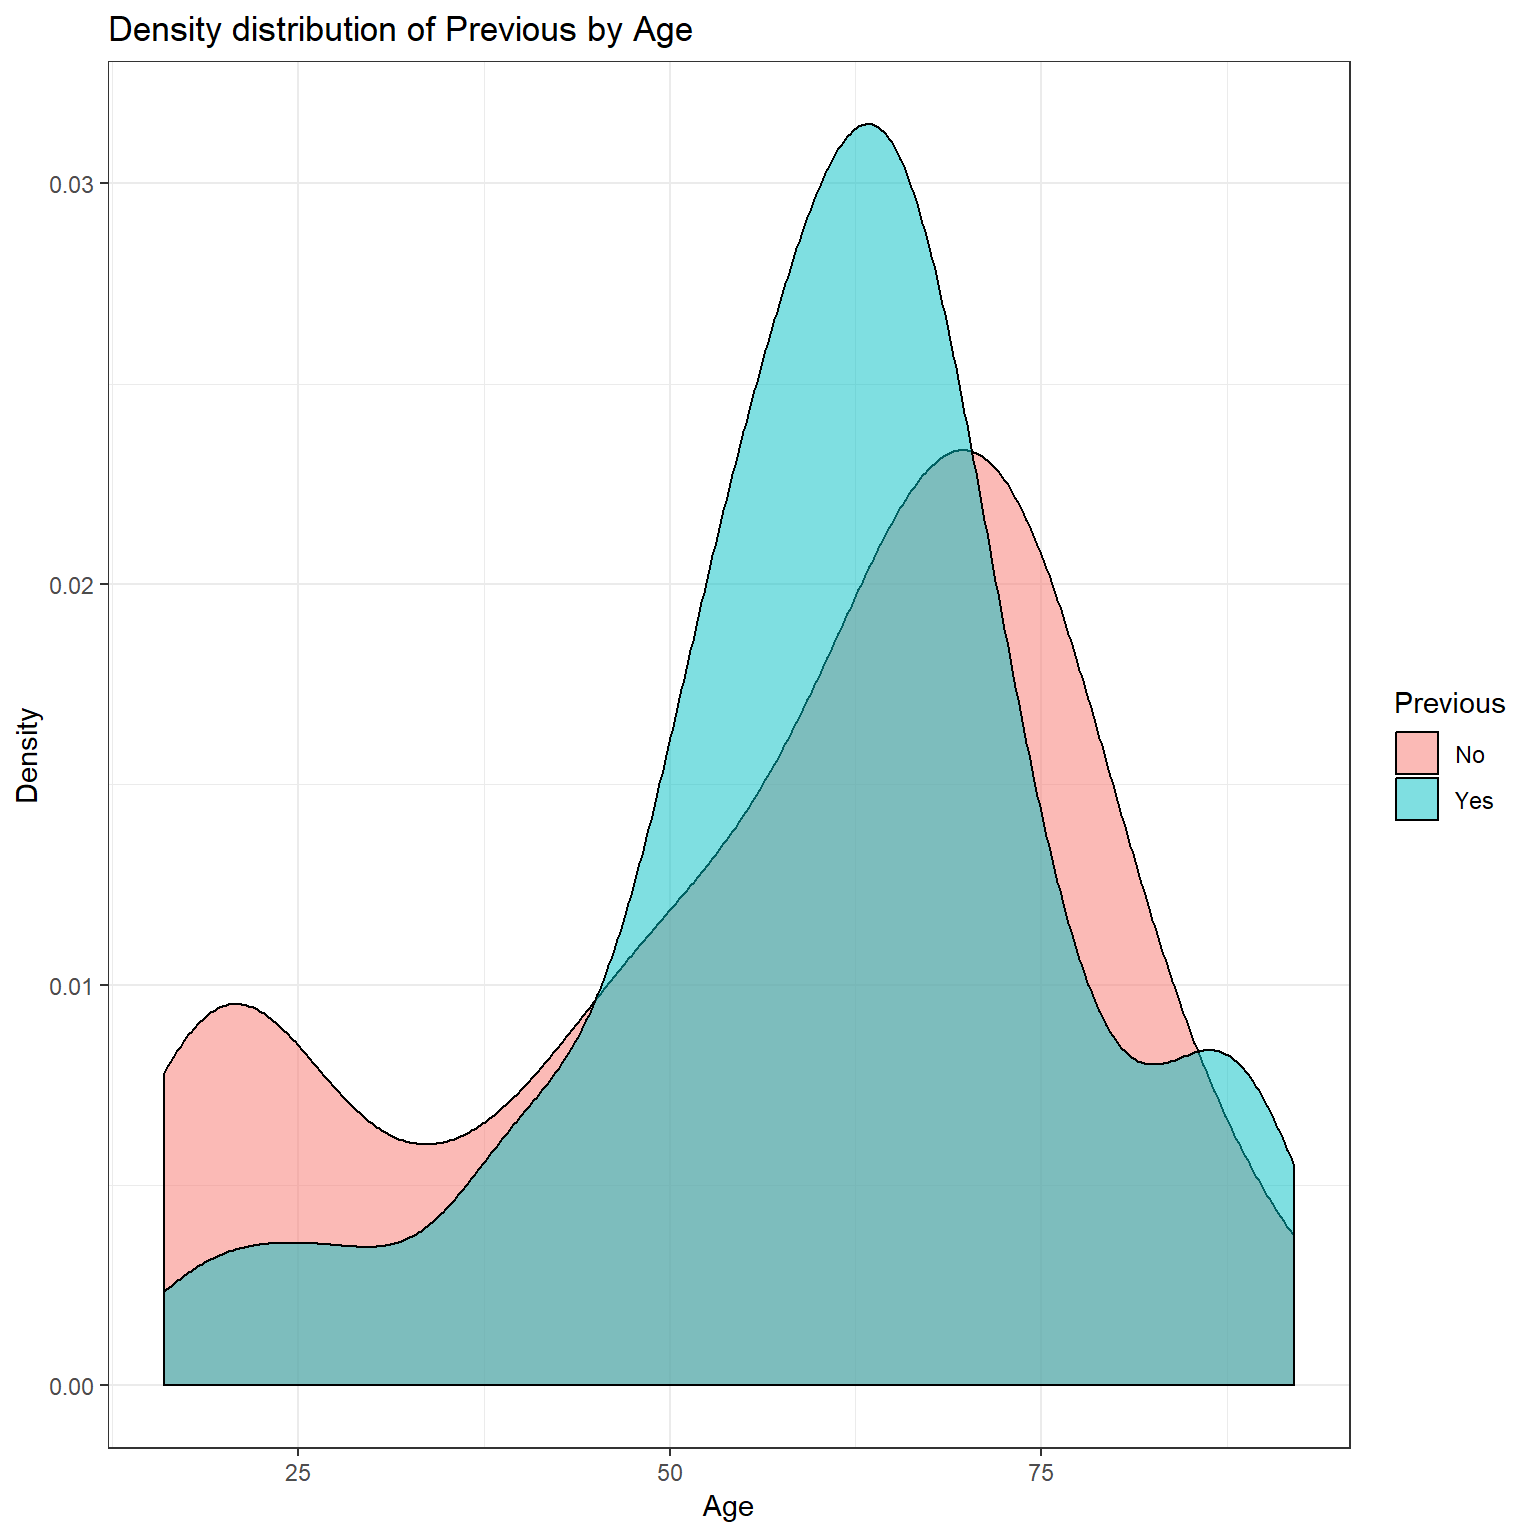 Density distribution of Previous by Age
0.03
0.02
0.01
0.00
Density
25 50 75
Age
Previous
No
Yes